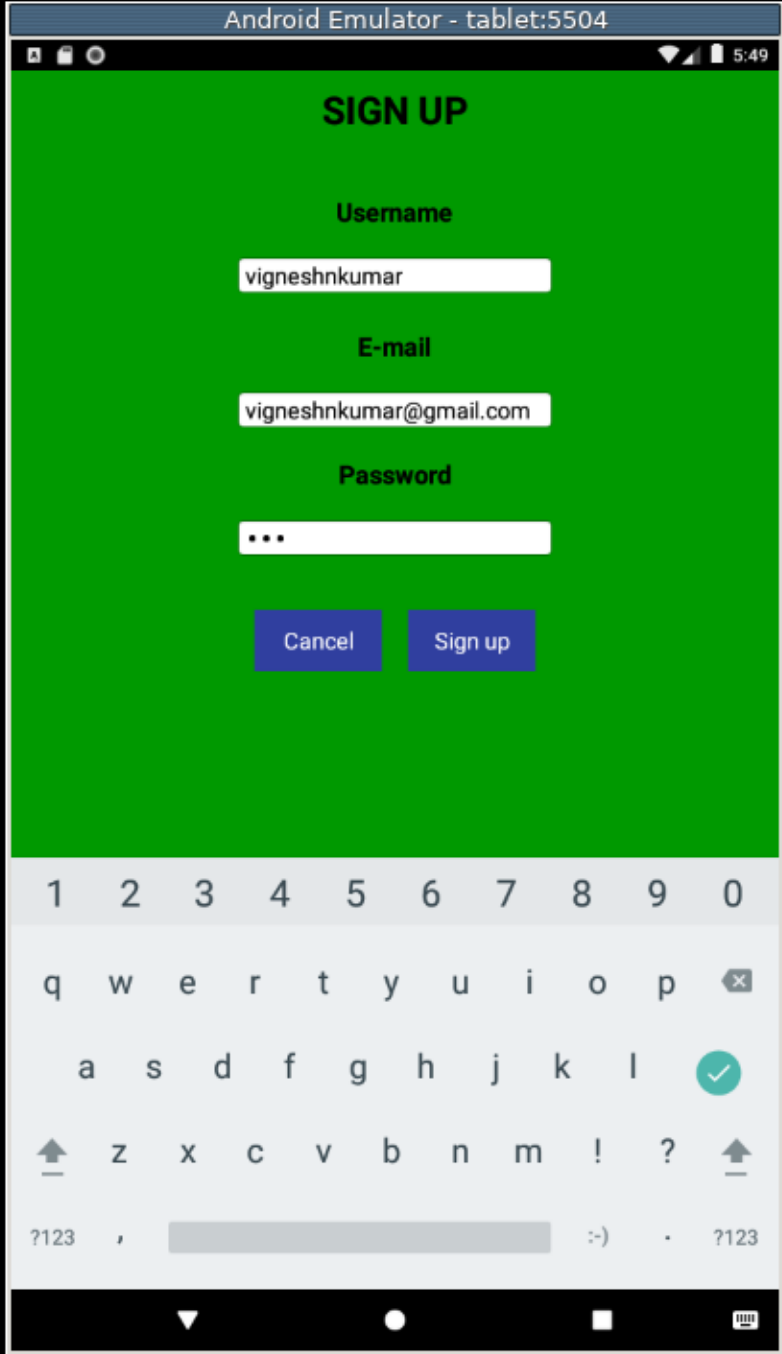 Android Emulator - tablet:5504
5:49
SIGN UP
Username
vigneshnkumar
E-mail
vigneshnkumar@gmail.com
Password
•••
Cancel Sign up
1 2 3 4 5 6 7 8 9 0
q w e r t y u i o p
a s d f g h j k l
z x c v b n m ! ?
?123 , :-) . ?123